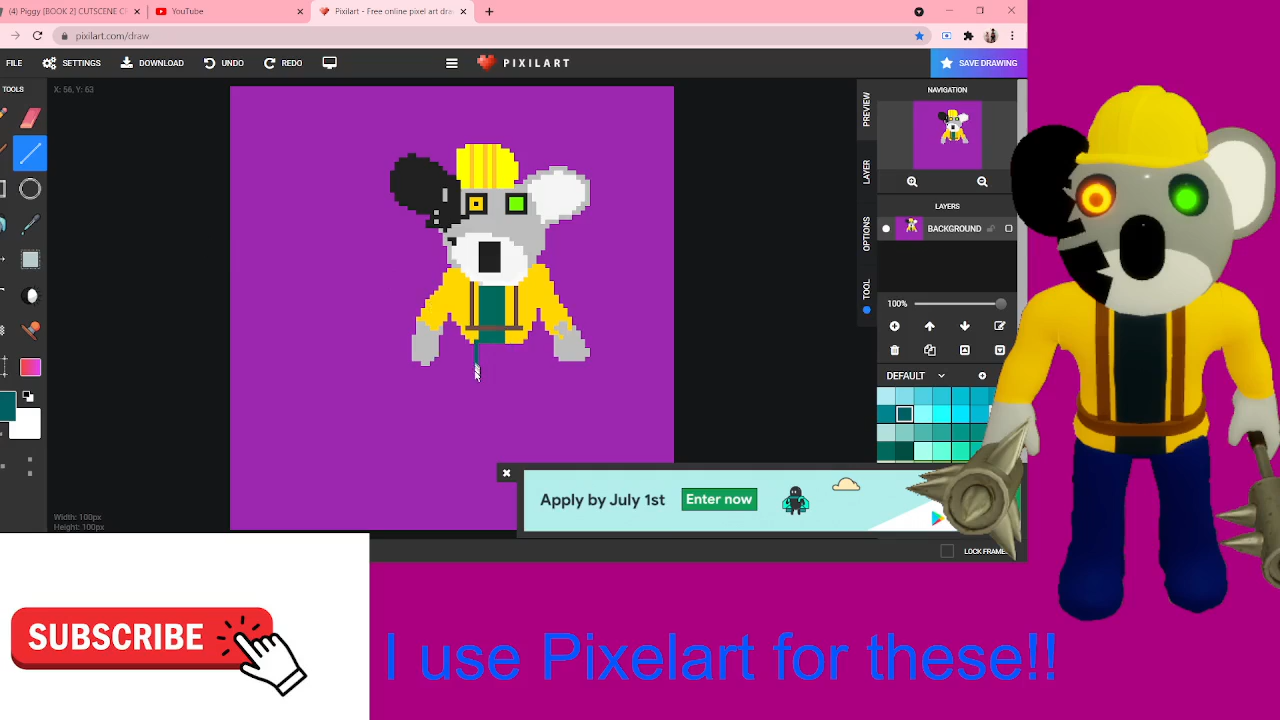 (4) Piggy [BOOK 2] CUTSCENE C
YouTube
Pixilart - Free online pixel art dra
pixilart.com/draw
FILE
SETTINGS
DOWNLOAD
UNDO
REDO
PIXILART
SAVE DRAWING
TOOLS
X: 56, Y: 63
PREVIEW
LAYER
OPTIONS
TOOL
NAVIGATION
LAYERS
BACKGROUND
100%
DEFAULT
Apply by July 1st
Enter now
Width: 100px
Height: 100px
LOCK FRAME
SUBSCRIBE
I use Pixelart for these!!